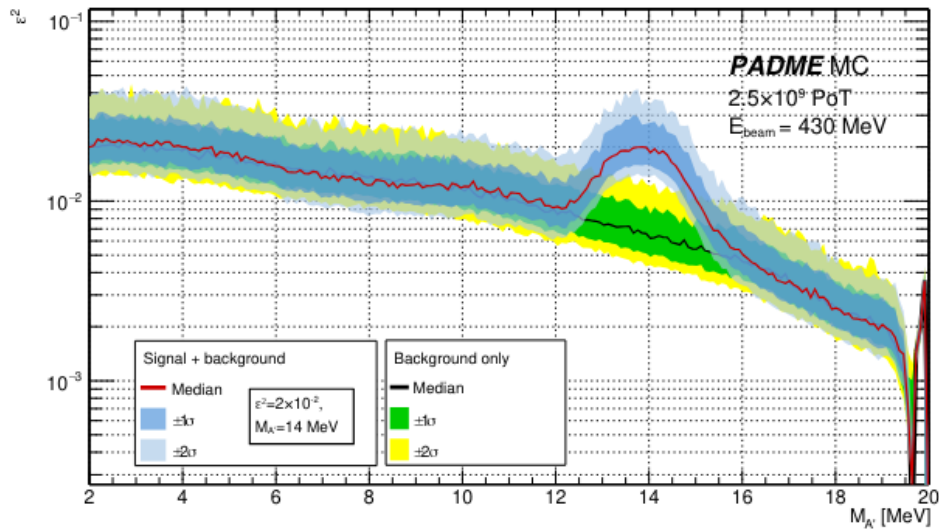 ε²
10⁻¹
10⁻²
10⁻³
PADME MC
2.5×10⁹ PoT
E_beam = 430 MeV
Signal + background
Median
±1σ
±2σ
ε²=2×10⁻²,
M_A'=14 MeV
Background only
Median
±1σ
±2σ
2 4 6 8 10 12 14 16 18 20
M_A' [MeV]